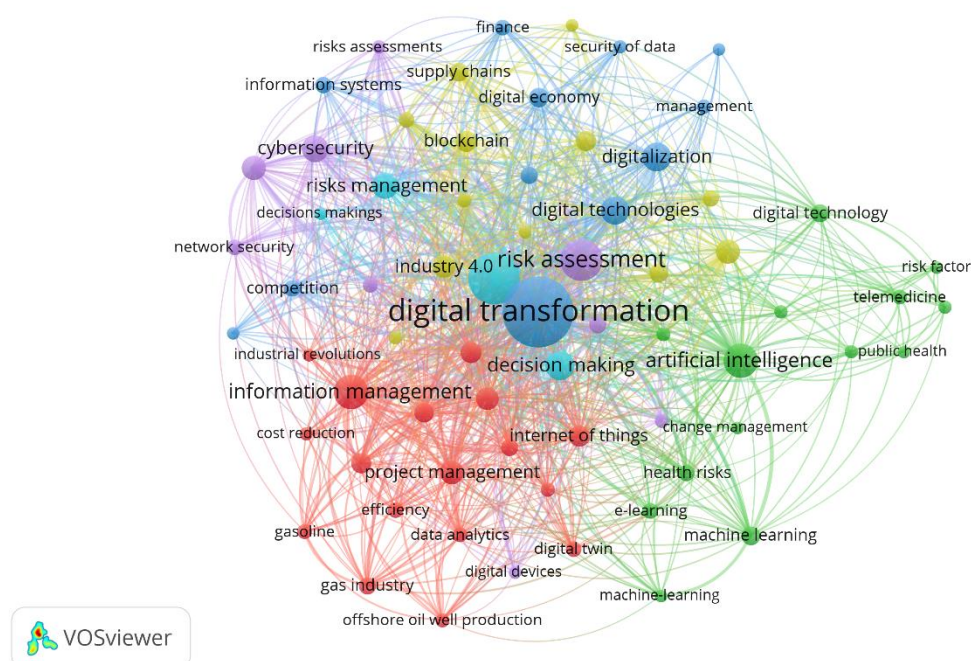 finance
risks assessments
security of data
supply chains
information systems
digital economy
management
blockchain
cybersecurity
digitalization
risks management
decisions makings
digital technologies
digital technology
network security
industry 4.0
risk assessment
risk factor
competition
telemedicine
digital transformation
industrial revolutions
public health
decision making
artificial intelligence
information management
change management
cost reduction
internet of things
project management
health risks
efficiency
e-learning
gasoline
data analytics
machine learning
digital twin
digital devices
gas industry
machine-learning
offshore oil well production
VOSviewer